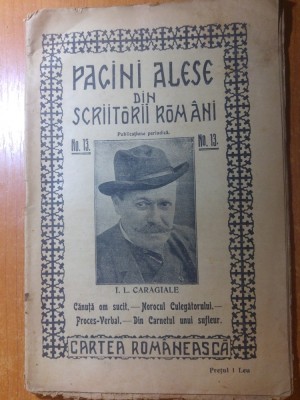 PAGINI ALESE
DIN
SCRIITORII ROMÂNI
Publicațiune periodică.
No. 13. No. 13.
I. L. CARAGIALE
Cănuță om sucit. — Norocul Culegătorului. —
Proces-Verbal. — Din Carnetul unui sufleur.
CARTEA ROMÂNEASCĂ
Prețul 1 Leu